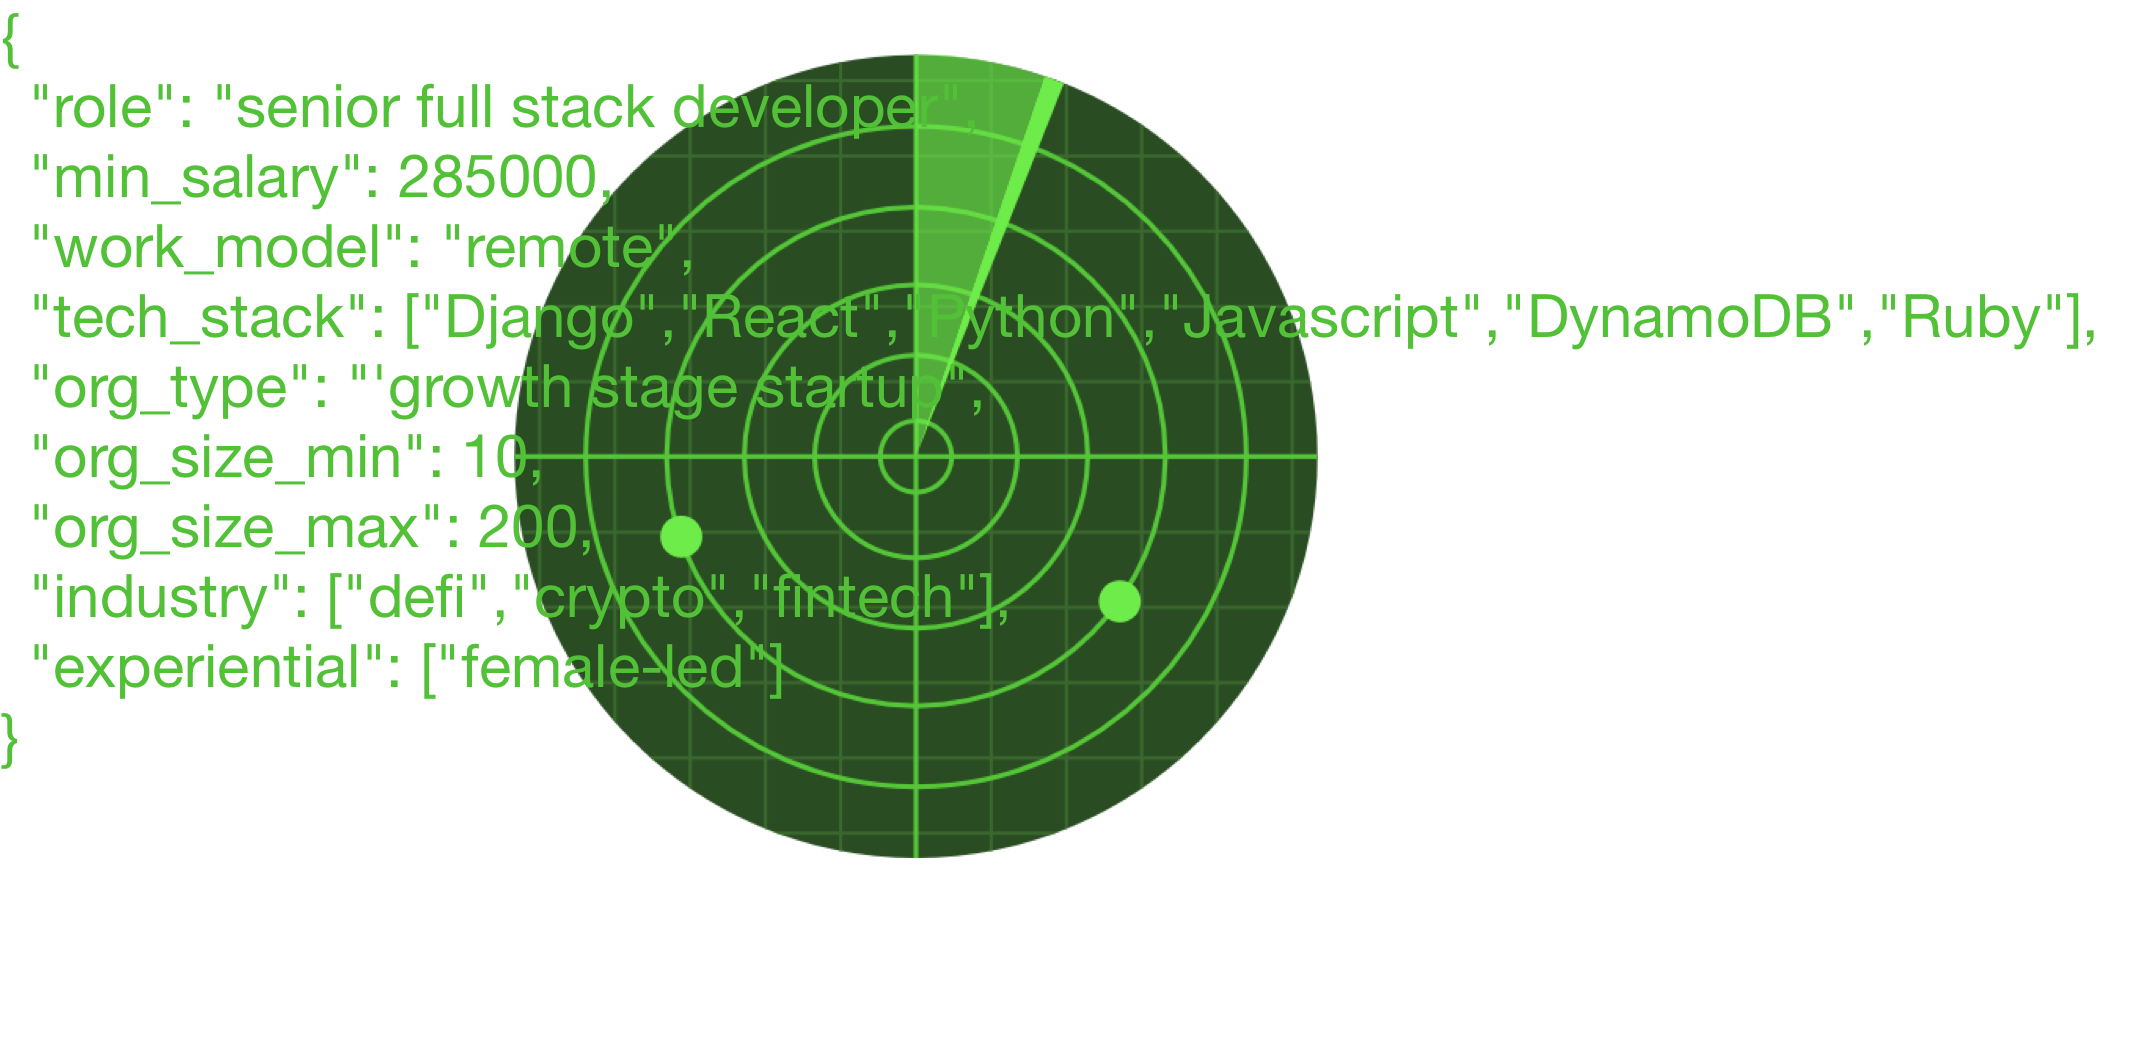 {
"role": "senior full stack developer",
"min_salary": 285000,
"work_model": "remote",
"tech_stack": ["Django","React","Python","Javascript","DynamoDB","Ruby"],
"org_type": "'growth stage startup",
"org_size_min": 10,
"org_size_max": 200,
"industry": ["defi","crypto","fintech"],
"experiential": ["female-led"]
}